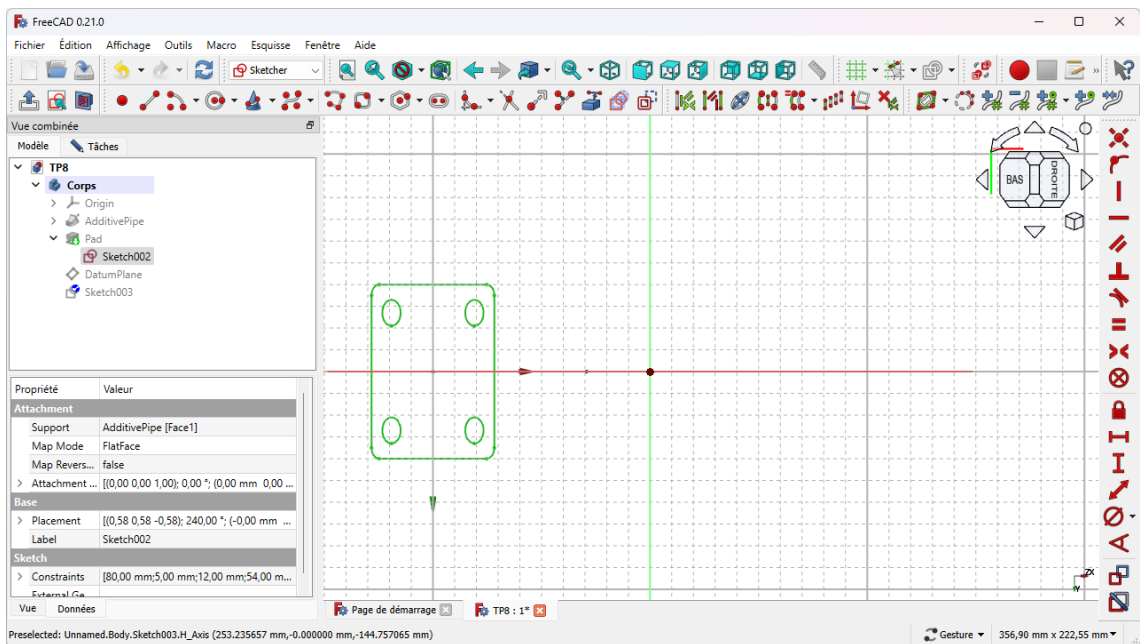 FreeCAD 0.21.0
Fichier Édition Affichage Outils Macro Esquisse Fenêtre Aide
Sketcher
Vue combinée
Modèle Tâches
TP8
Corps
Origin
AdditivePipe
Pad
Sketch002
DatumPlane
Sketch003
BAS DROITE
Propriété Valeur
Attachment
Support AdditivePipe [Face1]
Map Mode FlatFace
Map Revers... false
Attachment ... [(0,00 0,00 1,00); 0,00 °; (0,00 mm 0,00 ...
Base
Placement [(0,58 0,58 -0,58); 240,00 °; (-0,00 mm ...
Label Sketch002
Sketch
Constraints [80,00 mm;5,00 mm;12,00 mm;54,00 m...
External Ge...
ZX
Y
Vue Données
Page de démarrage TP8 : 1*
Preselected: Unnamed.Body.Sketch003.H_Axis (253.235657 mm,-0.000000 mm,-144.757065 mm)
Gesture 356,90 mm x 222,55 mm